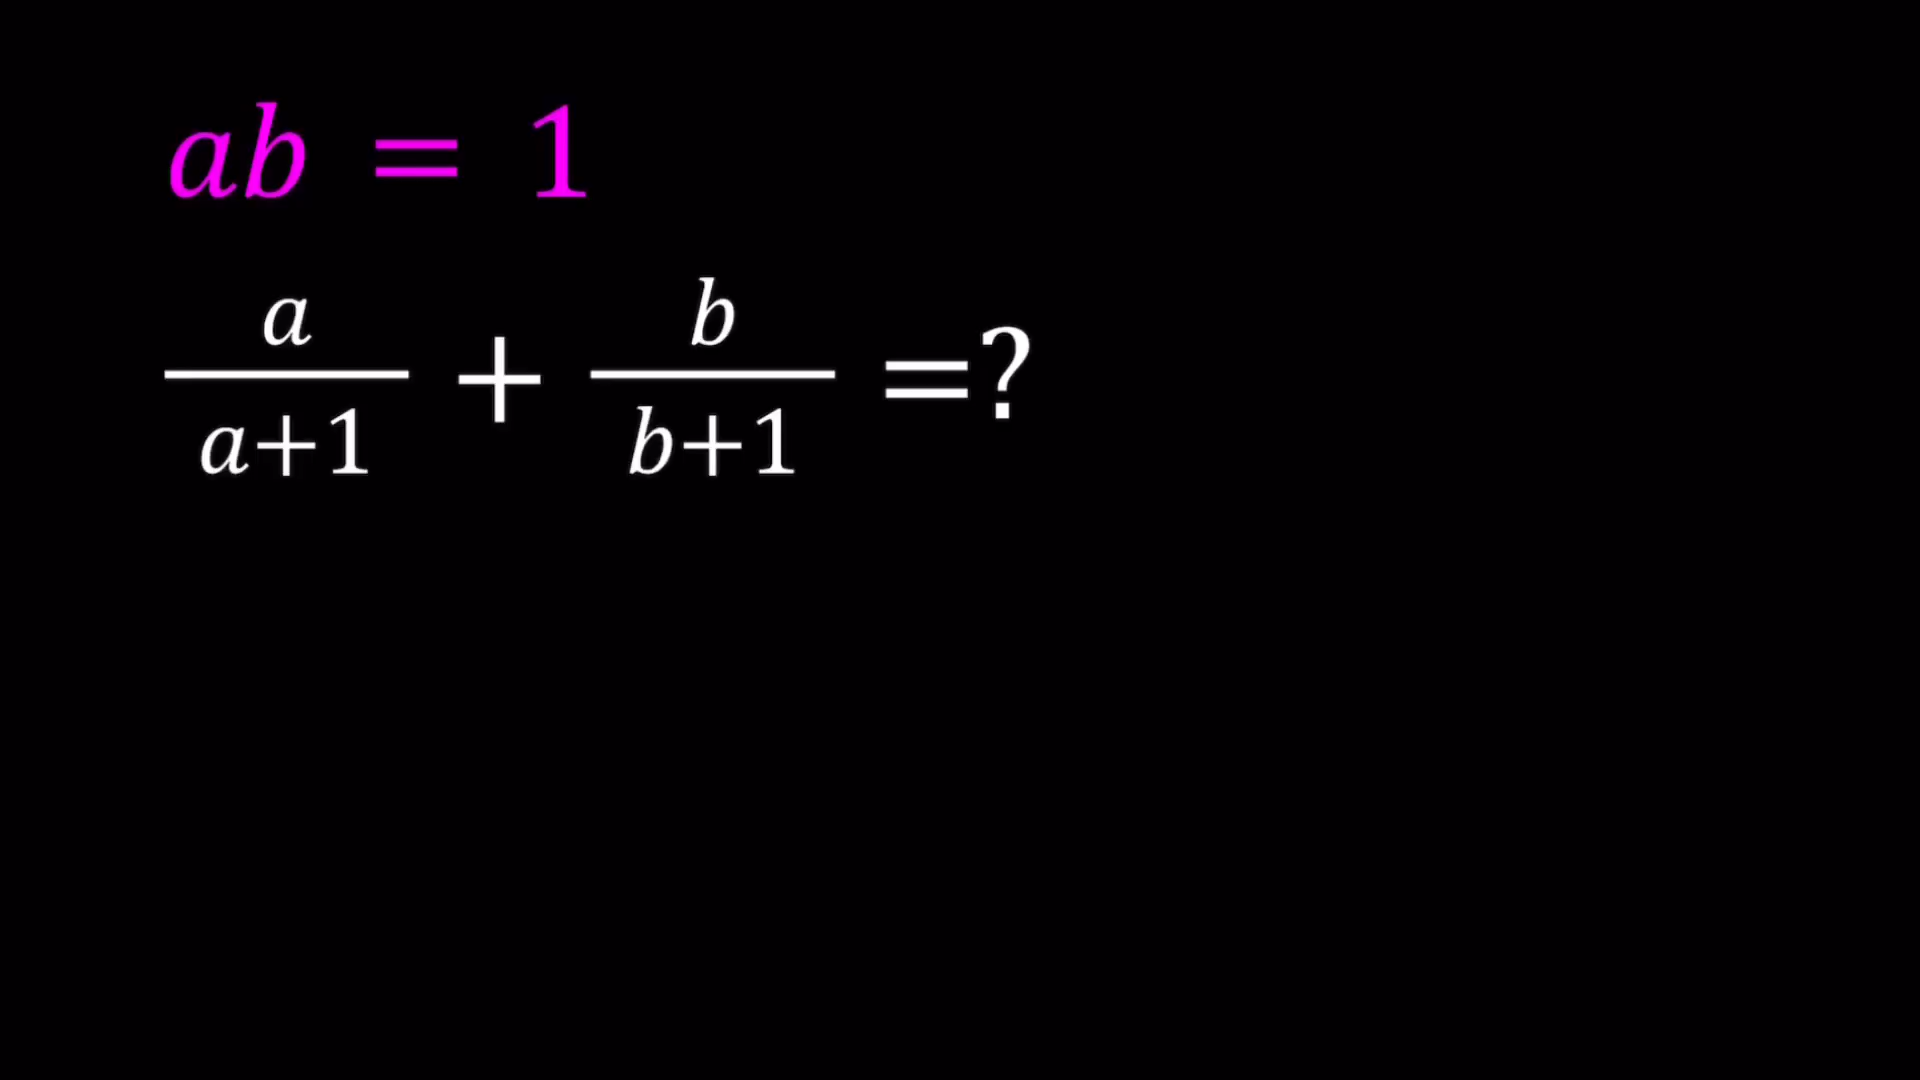 ab = 1
a/(a+1) + b/(b+1) =?